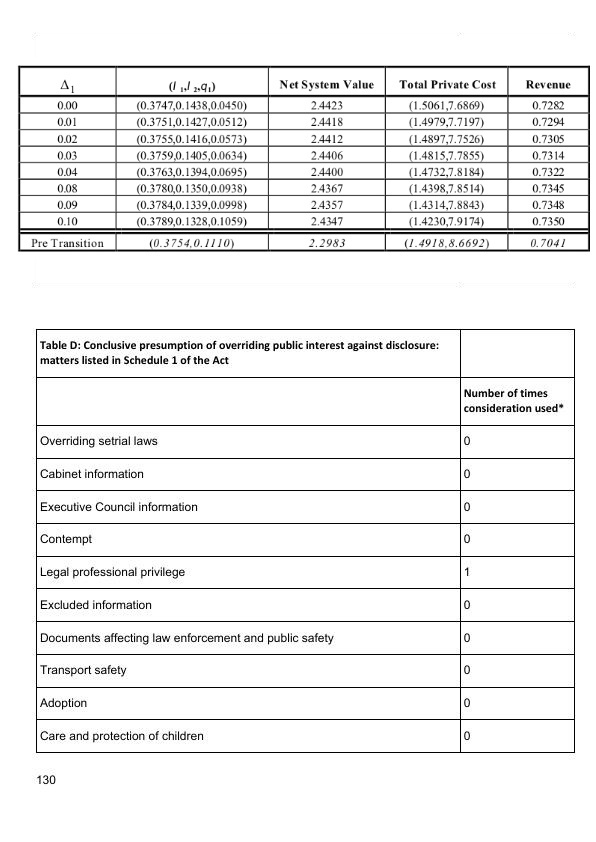 Δ1 (l 1,l 2,q1) Net System Value Total Private Cost Revenue
0.00 (0.3747,0.1438,0.0450) 2.4423 (1.5061,7.6869) 0.7282
0.01 (0.3751,0.1427,0.0512) 2.4418 (1.4979,7.7197) 0.7294
0.02 (0.3755,0.1416,0.0573) 2.4412 (1.4897,7.7526) 0.7305
0.03 (0.3759,0.1405,0.0634) 2.4406 (1.4815,7.7855) 0.7314
0.04 (0.3763,0.1394,0.0695) 2.4400 (1.4732,7.8184) 0.7322
0.08 (0.3780,0.1350,0.0938) 2.4367 (1.4398,7.8514) 0.7345
0.09 (0.3784,0.1339,0.0998) 2.4357 (1.4314,7.8843) 0.7348
0.10 (0.3789,0.1328,0.1059) 2.4347 (1.4230,7.9174) 0.7350
Pre Transition (0.3754,0.1110) 2.2983 (1.4918,8.6692) 0.7041
Table D: Conclusive presumption of overriding public interest against disclosure:
matters listed in Schedule 1 of the Act
Number of times
consideration used*
Overriding setrial laws 0
Cabinet information 0
Executive Council information 0
Contempt 0
Legal professional privilege 1
Excluded information 0
Documents affecting law enforcement and public safety 0
Transport safety 0
Adoption 0
Care and protection of children 0
130